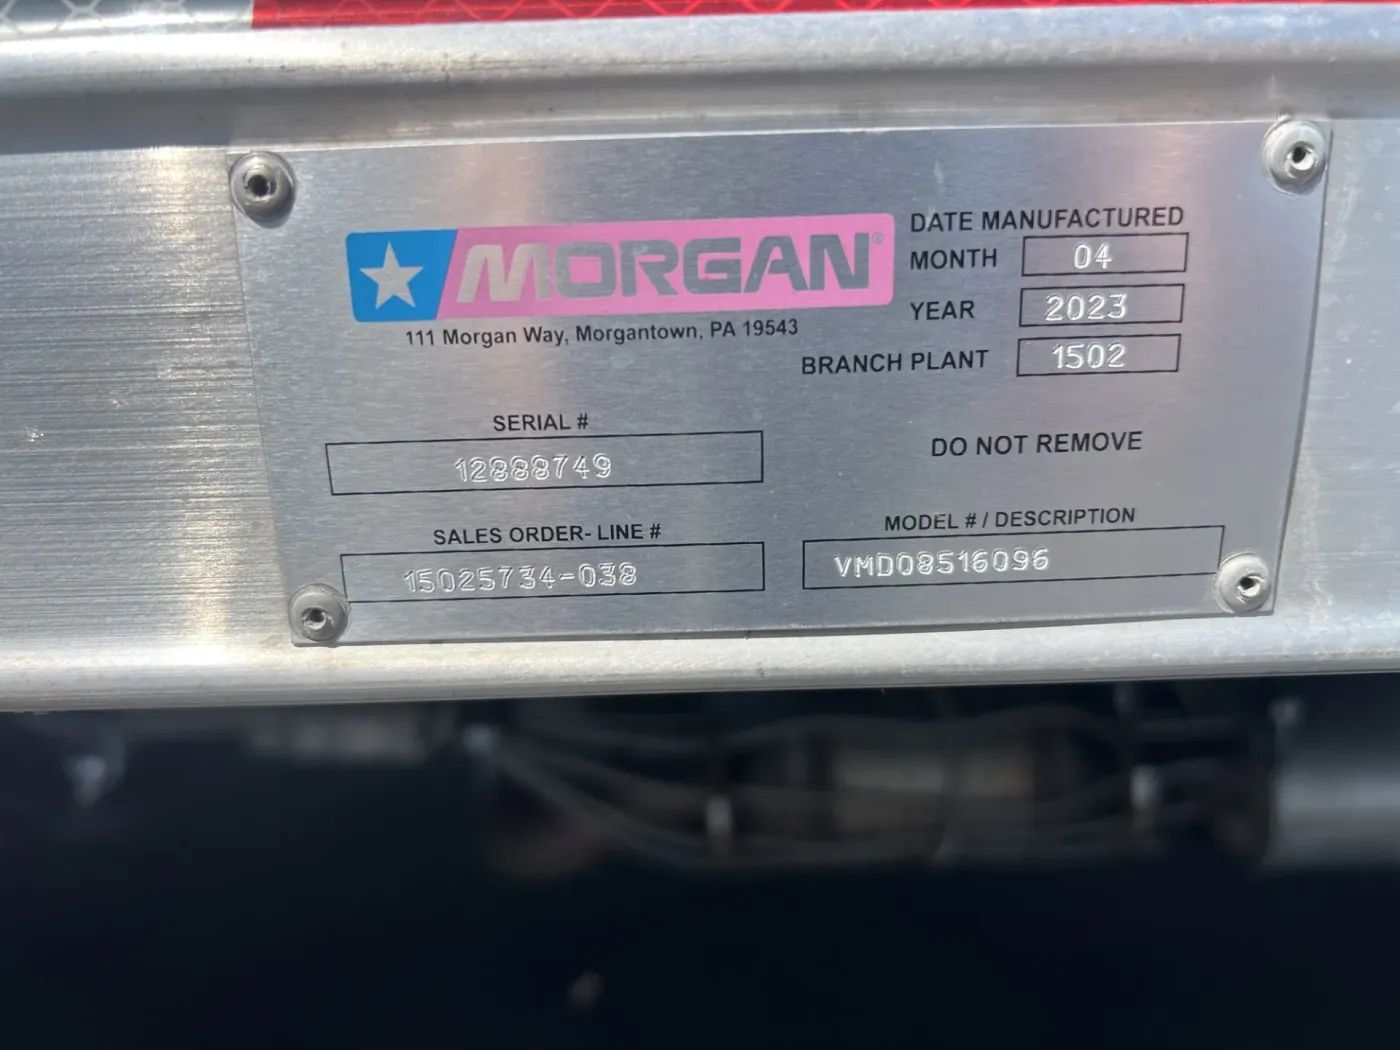 MORGAN®
111 Morgan Way, Morgantown, PA 19543
DATE MANUFACTURED
MONTH 04
YEAR 2023
BRANCH PLANT 1502
SERIAL #
12888749
DO NOT REMOVE
SALES ORDER- LINE #
15025734-038
MODEL # / DESCRIPTION
VMD08516096